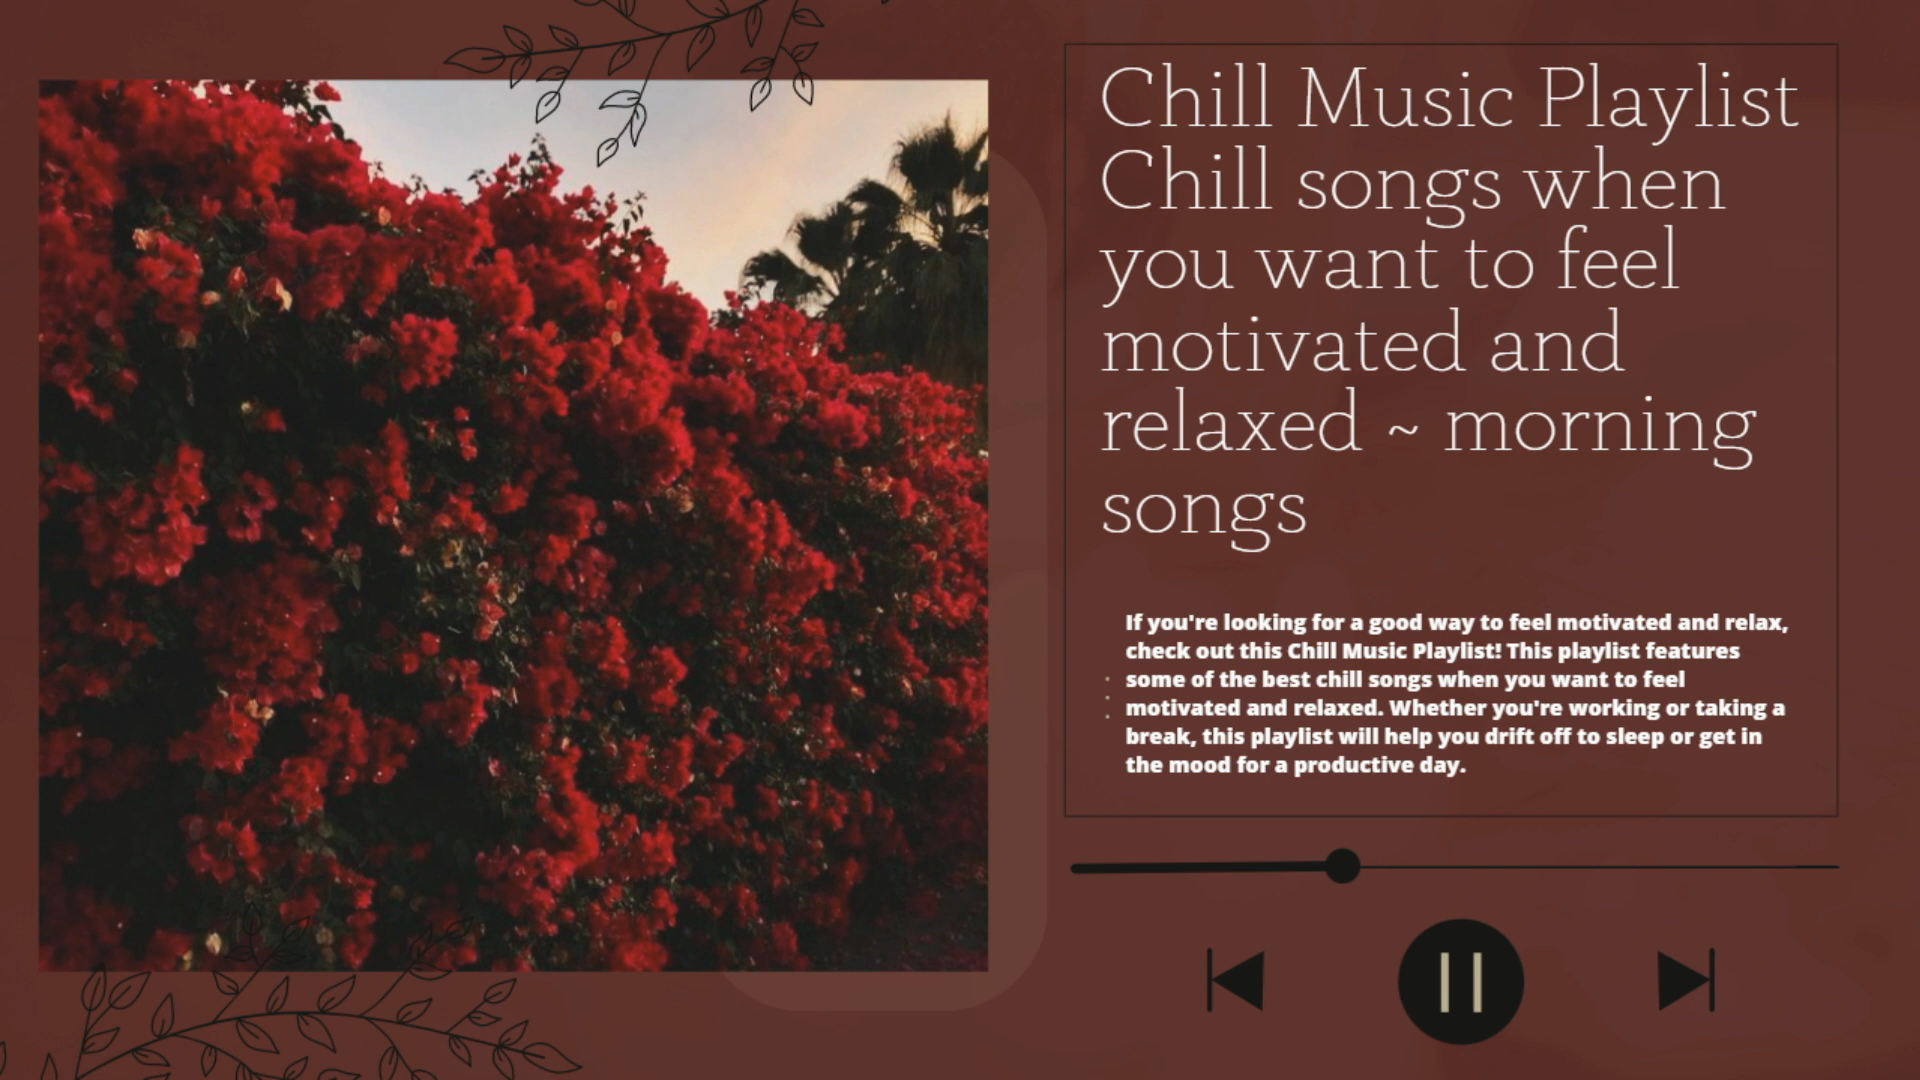 Chill Music Playlist
Chill songs when
you want to feel
motivated and
relaxed ~ morning
songs
If you're looking for a good way to feel motivated and relax,
check out this Chill Music Playlist! This playlist features
some of the best chill songs when you want to feel
motivated and relaxed. Whether you're working or taking a
break, this playlist will help you drift off to sleep or get in
the mood for a productive day.